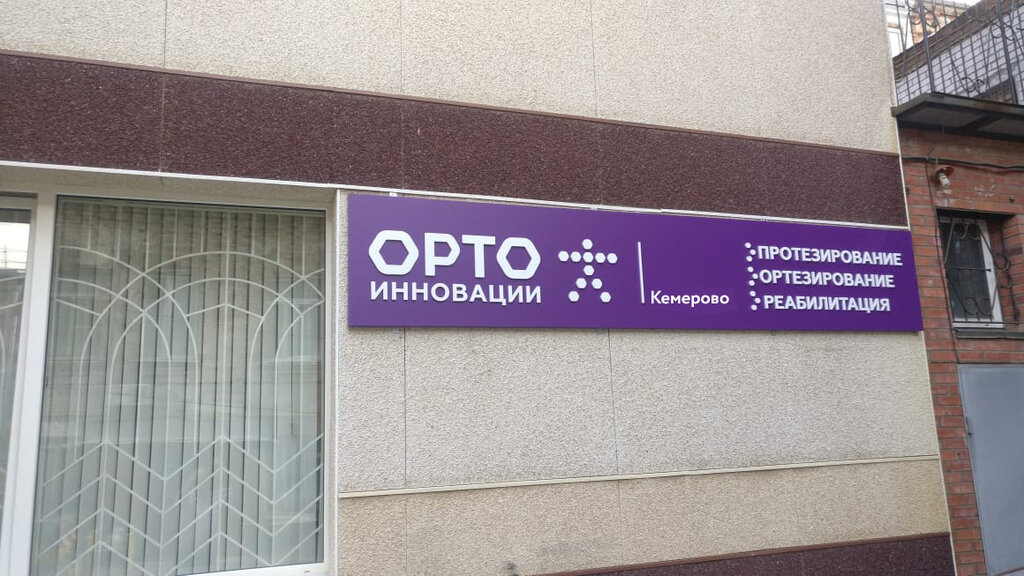 ОРТО
ИННОВАЦИИ
Кемерово
ПРОТЕЗИРОВАНИЕ
ОРТЕЗИРОВАНИЕ
РЕАБИЛИТАЦИЯ